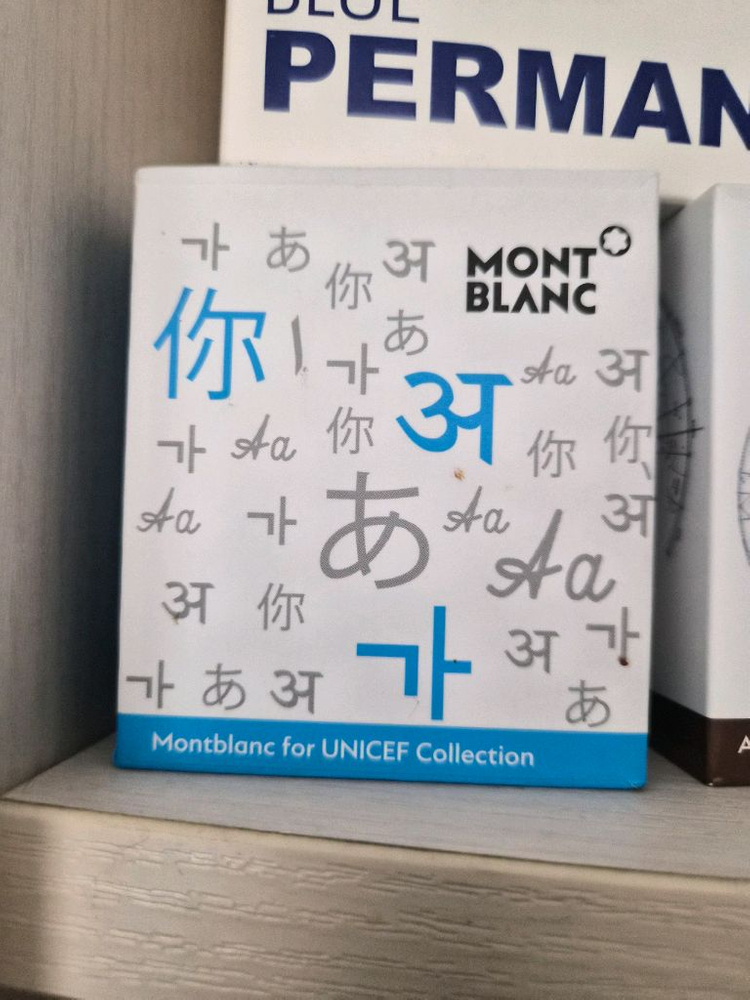 BLUE
PERMAN
가 あ 你 अ
MONT
BLANC
你 あ
가 अ Aa अ
가 Aa 你 你 你
Aa 가 あ Aa अ
Aa
अ 你 अ 가
가 あ अ 가 あ
Montblanc for UNICEF Collection
A